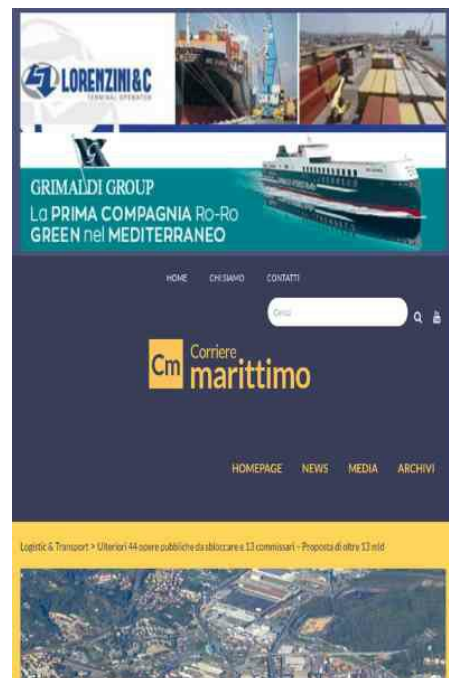 LORENZINI&C
TERMINAL OPERATOR
GRIMALDI GROUP
La PRIMA COMPAGNIA Ro-Ro
GREEN nel MEDITERRANEO
HOME CHI SIAMO CONTATTI
Cerca
Cm Corriere
marittimo
HOMEPAGE NEWS MEDIA ARCHIVI
Logistic & Transport > Ulteriori 44 opere pubbliche da sbloccare e 13 commissari – Proposta di oltre 13 mld